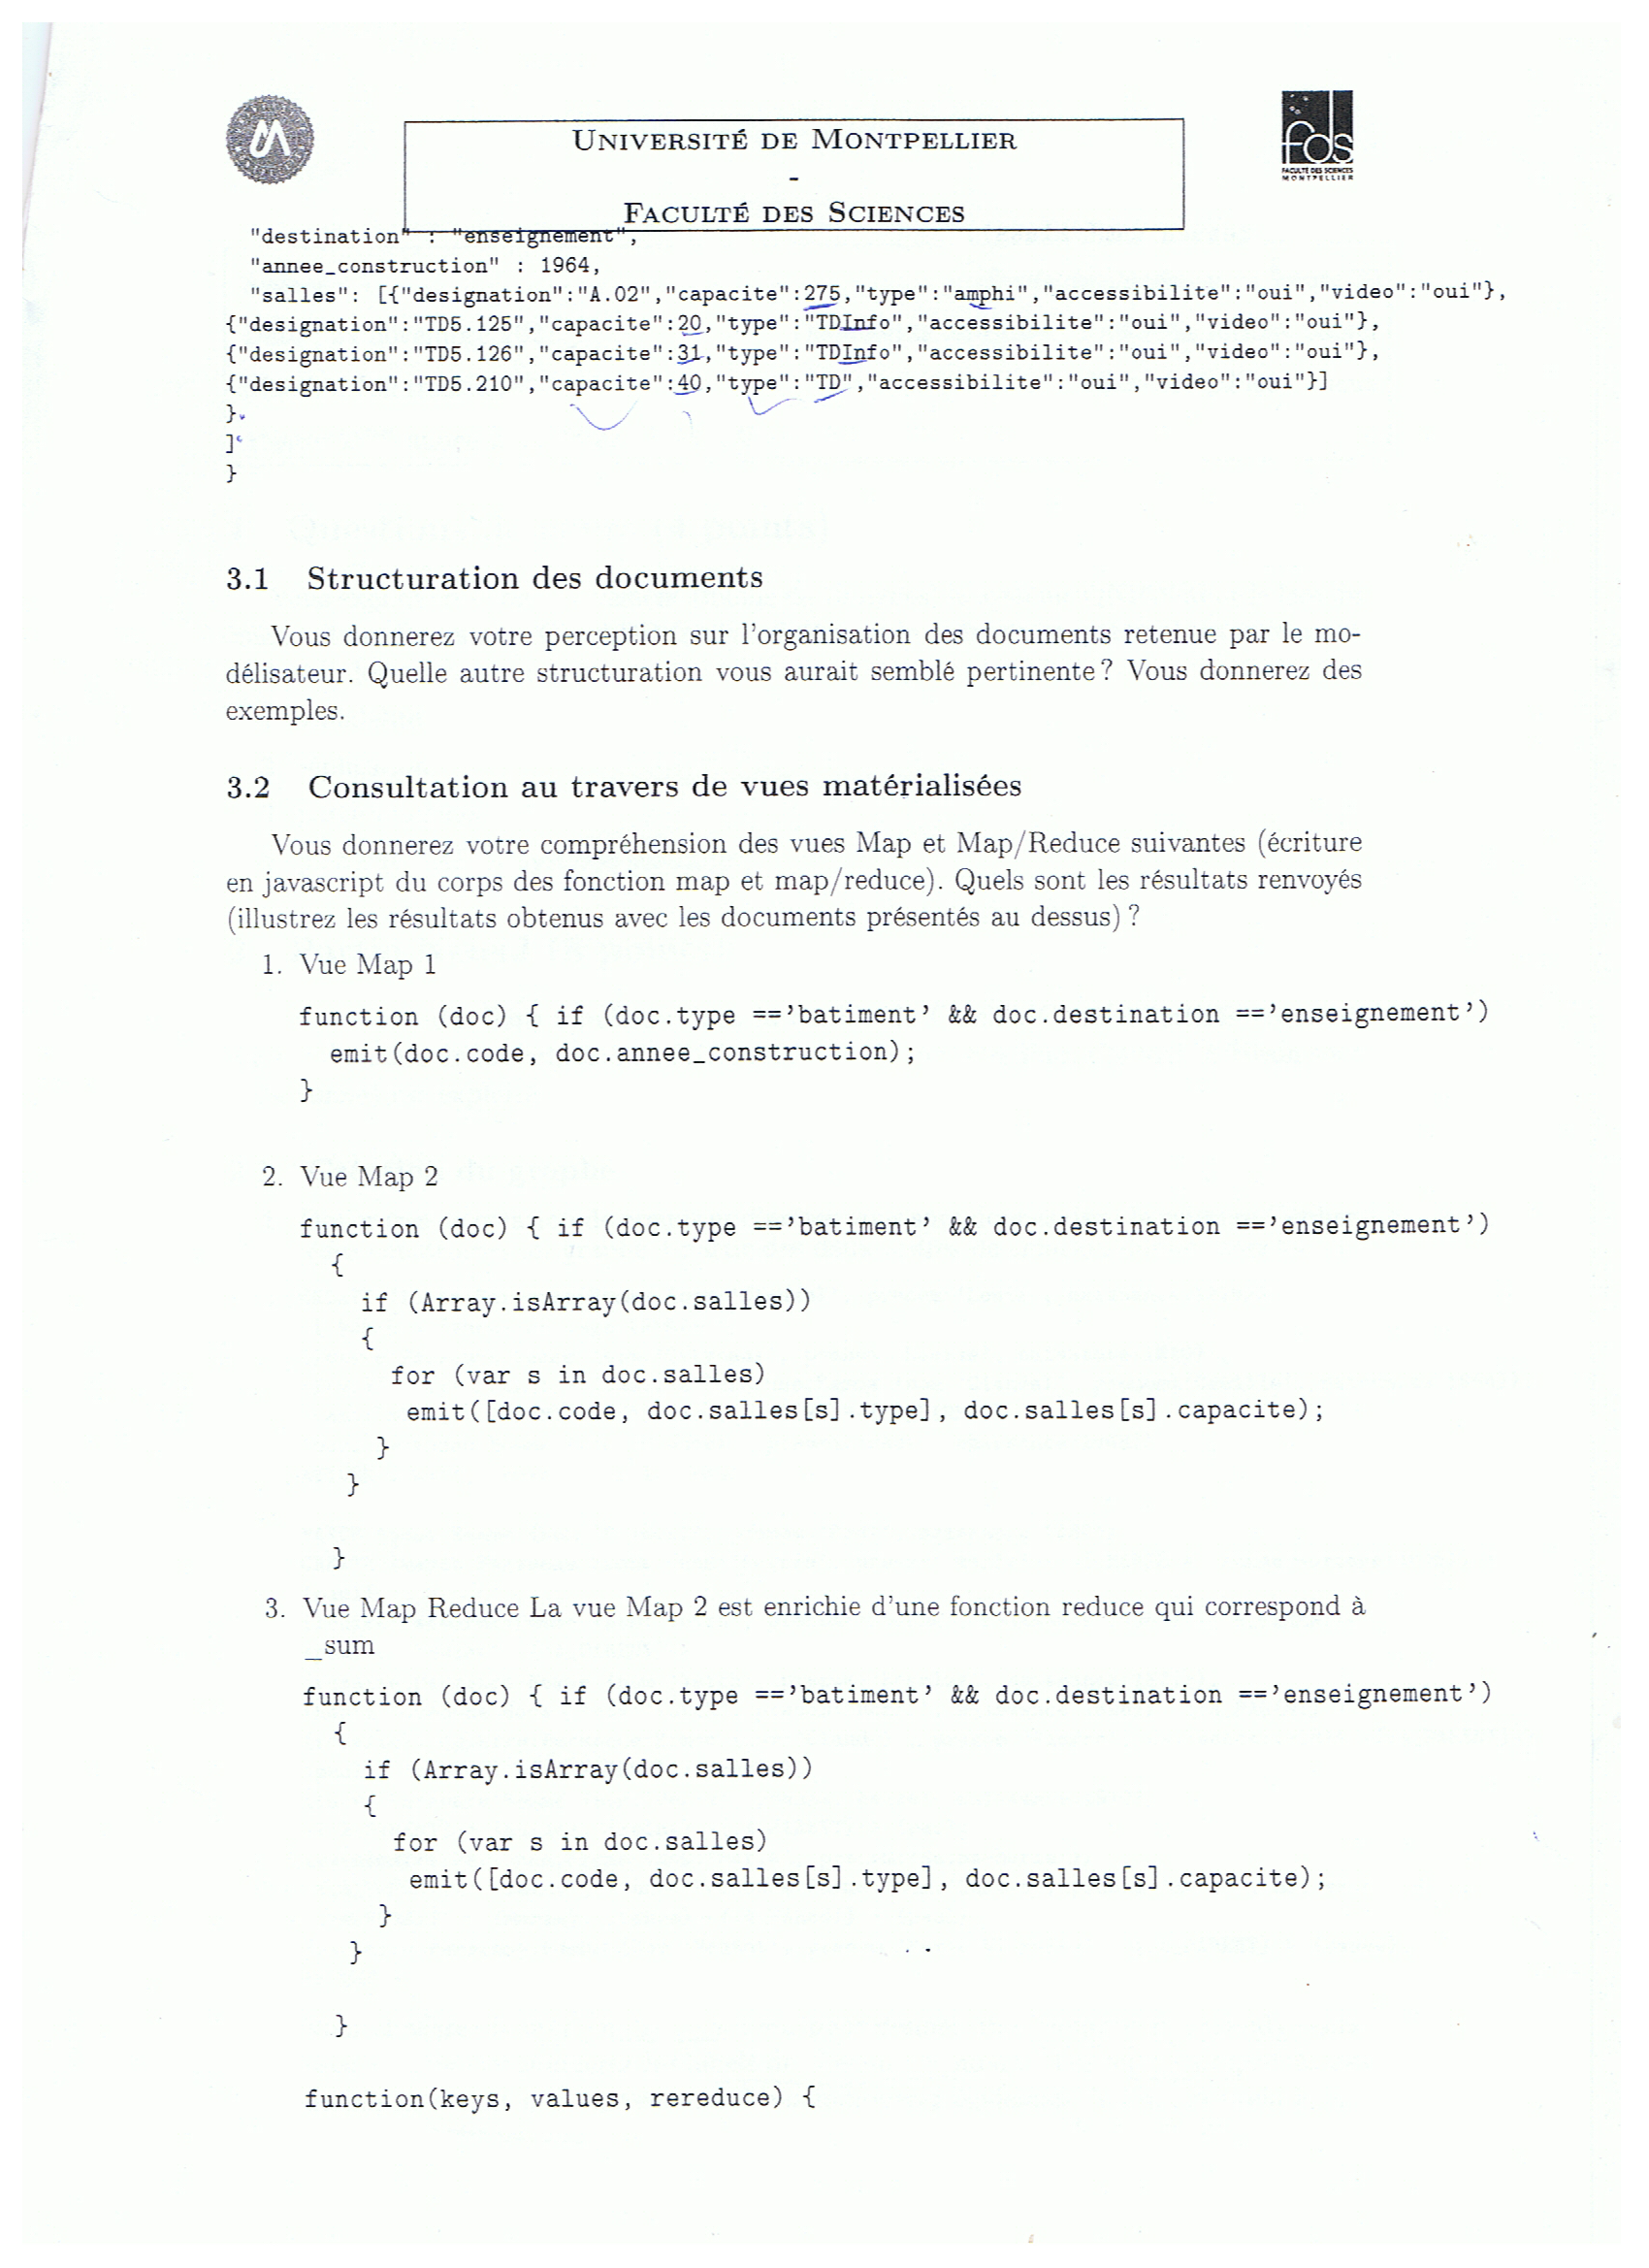 UNIVERSITÉ DE MONTPELLIER
-
FACULTÉ DES SCIENCES
fds
FACULTE DES SCIENCES
MONTPELLIER
"destination" : "enseignement",
"annee_construction" : 1964,
"salles": [{"designation":"A.02","capacite":275,"type":"amphi","accessibilite":"oui","video":"oui"},
{"designation":"TD5.125","capacite":20,"type":"TDInfo","accessibilite":"oui","video":"oui"},
{"designation":"TD5.126","capacite":31,"type":"TDInfo","accessibilite":"oui","video":"oui"},
{"designation":"TD5.210","capacite":40,"type":"TD","accessibilite":"oui","video":"oui"}]
}
]
}
3.1 Structuration des documents
Vous donnerez votre perception sur l'organisation des documents retenue par le mo-
délisateur. Quelle autre structuration vous aurait semblé pertinente ? Vous donnerez des
exemples.
3.2 Consultation au travers de vues matérialisées
Vous donnerez votre compréhension des vues Map et Map/Reduce suivantes (écriture
en javascript du corps des fonction map et map/reduce). Quels sont les résultats renvoyés
(illustrez les résultats obtenus avec les documents présentés au dessus) ?
1. Vue Map 1
function (doc) { if (doc.type ==’batiment’ && doc.destination ==’enseignement’)
emit(doc.code, doc.annee_construction);
}
2. Vue Map 2
function (doc) { if (doc.type ==’batiment’ && doc.destination ==’enseignement’)
{
if (Array.isArray(doc.salles))
{
for (var s in doc.salles)
emit([doc.code, doc.salles[s].type], doc.salles[s].capacite);
}
}
}
3. Vue Map Reduce La vue Map 2 est enrichie d'une fonction reduce qui correspond à
_sum
function (doc) { if (doc.type ==’batiment’ && doc.destination ==’enseignement’)
{
if (Array.isArray(doc.salles))
{
for (var s in doc.salles)
emit([doc.code, doc.salles[s].type], doc.salles[s].capacite);
}
}
}
function(keys, values, rereduce) {